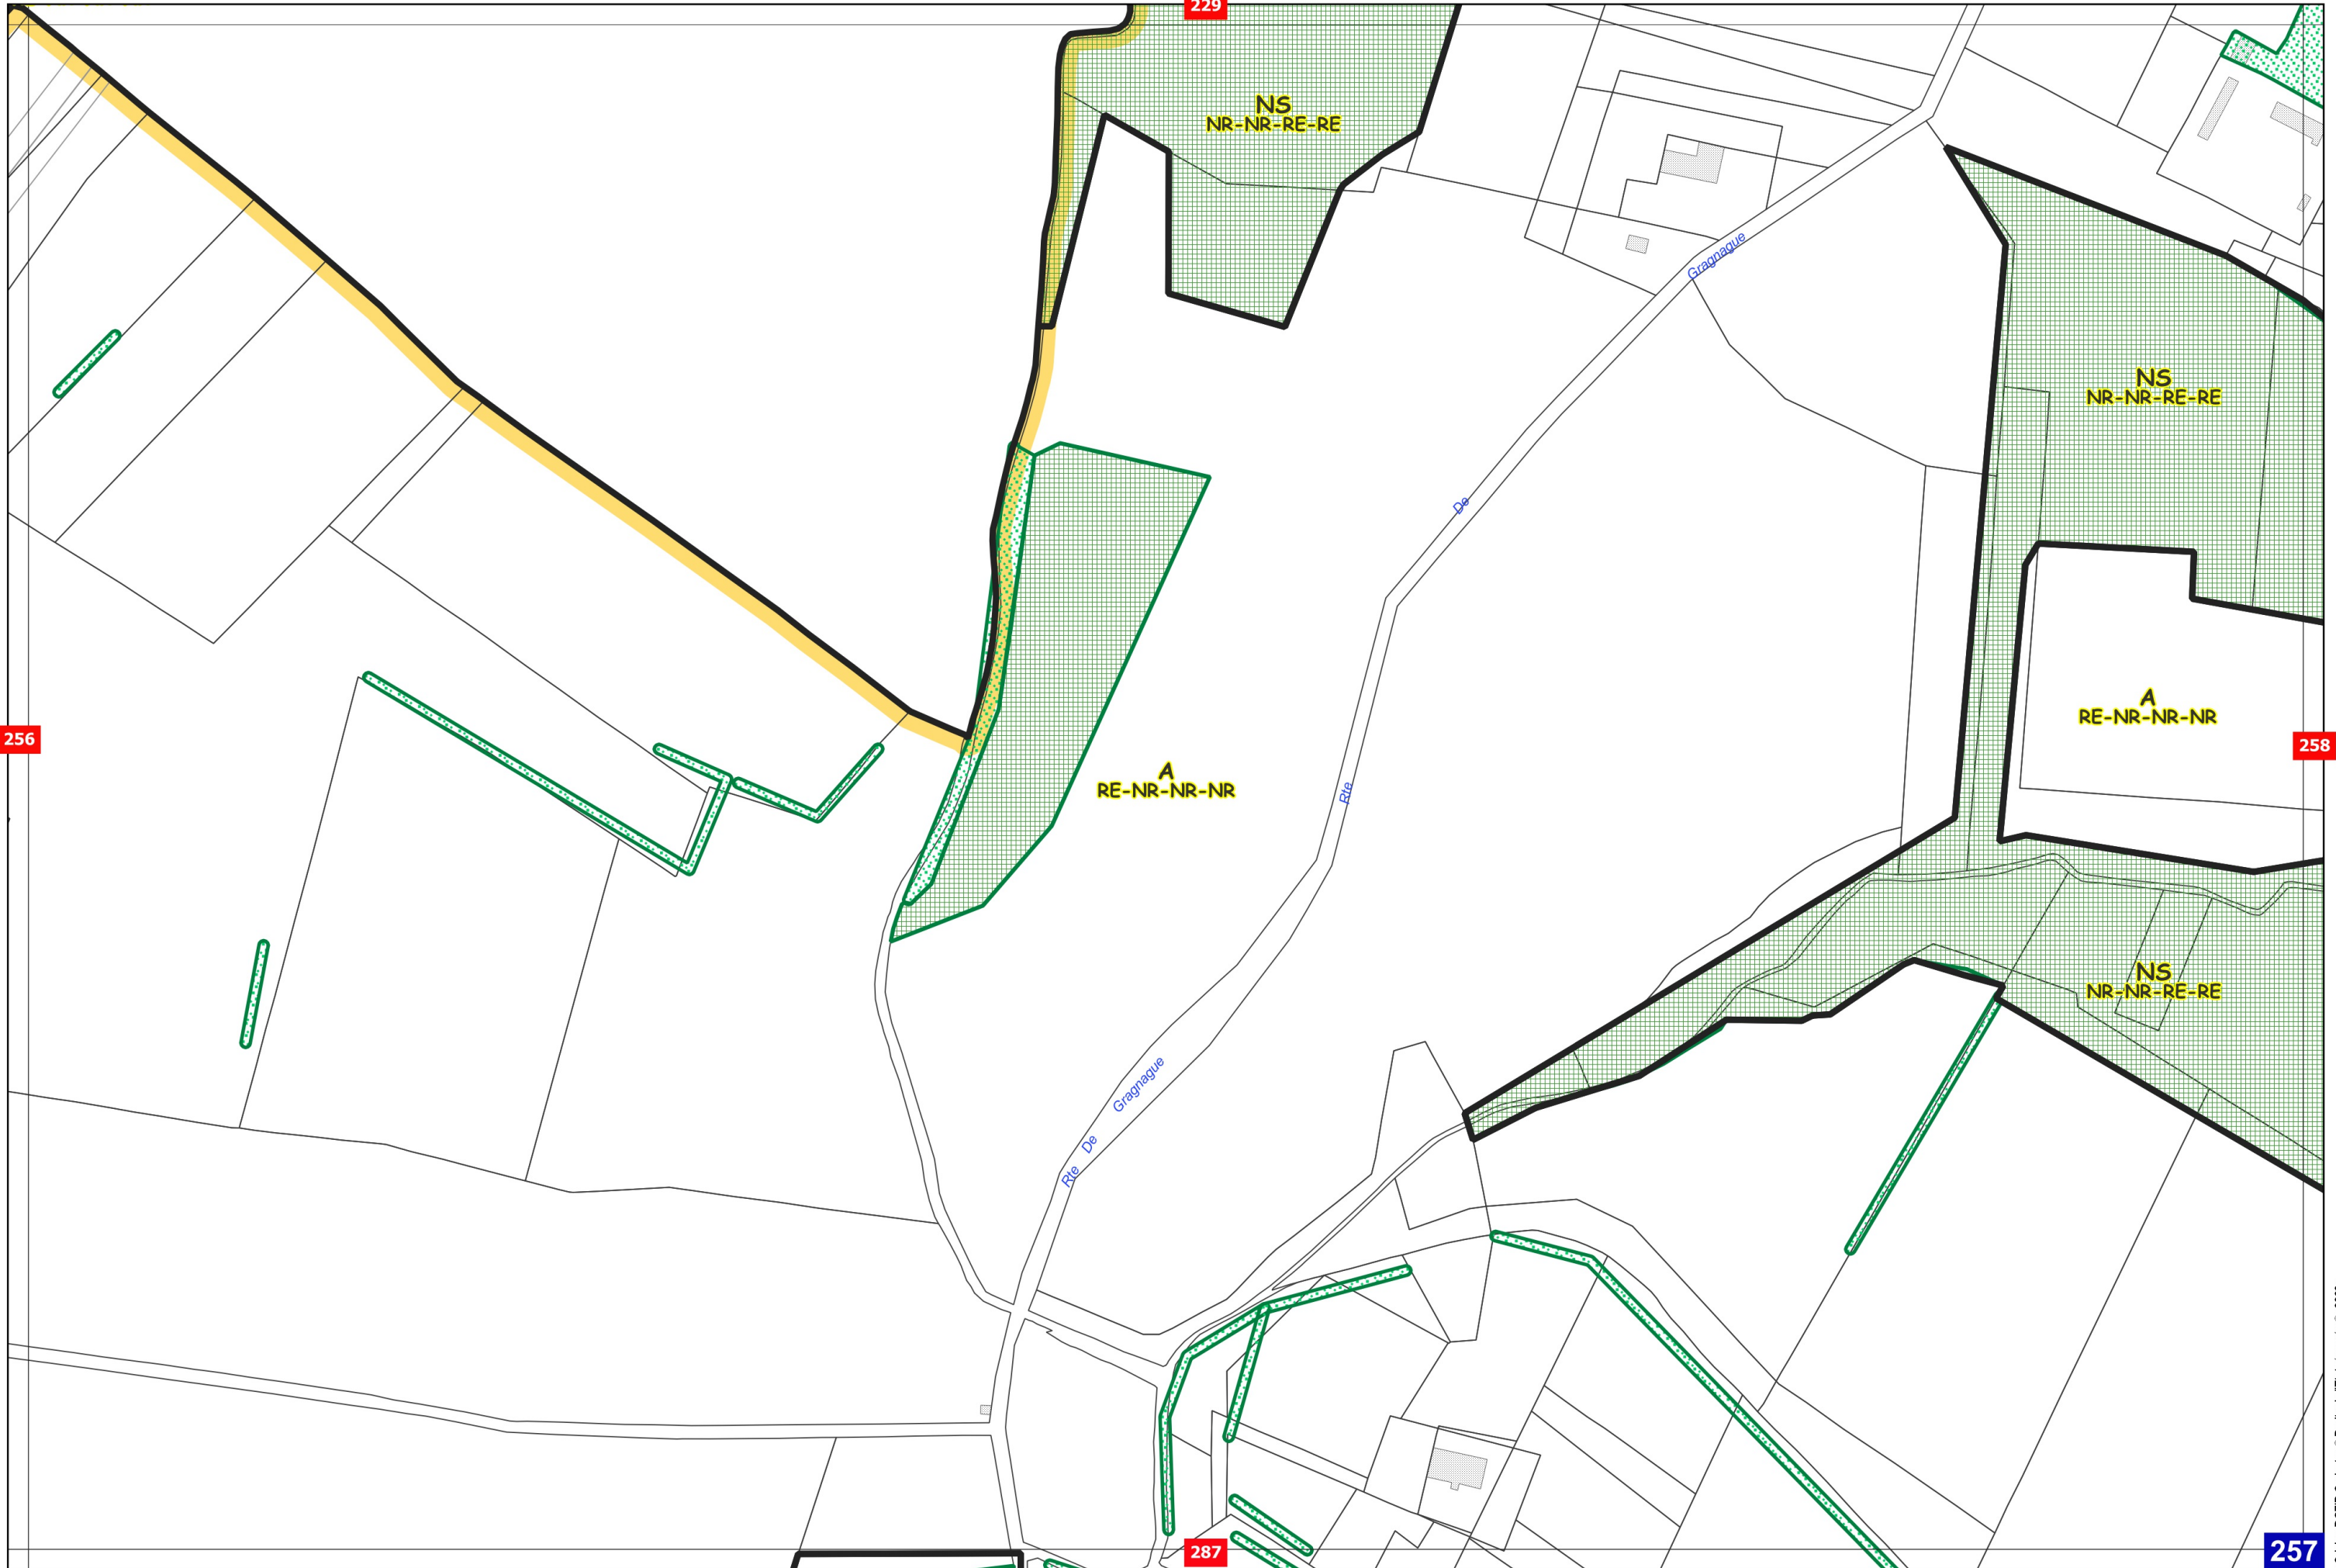 229
NS
NR-NR-RE-RE
Gragnague
NS
NR-NR-RE-RE
De
A
RE-NR-NR-NR
256
258
A
RE-NR-NR-NR
Rte
NS
NR-NR-RE-RE
Gragnague
De
Rte
287
257